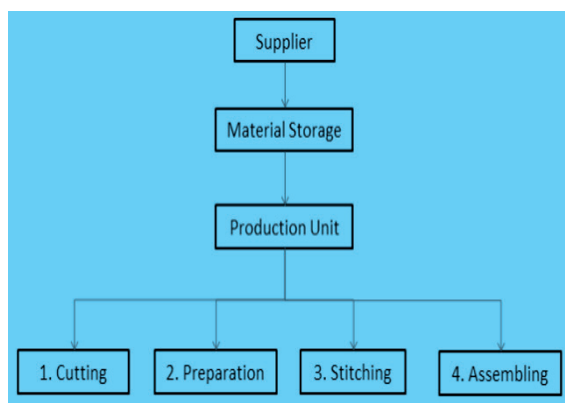 Supplier
Material Storage
Production Unit
1. Cutting
2. Preparation
3. Stitching
4. Assembling